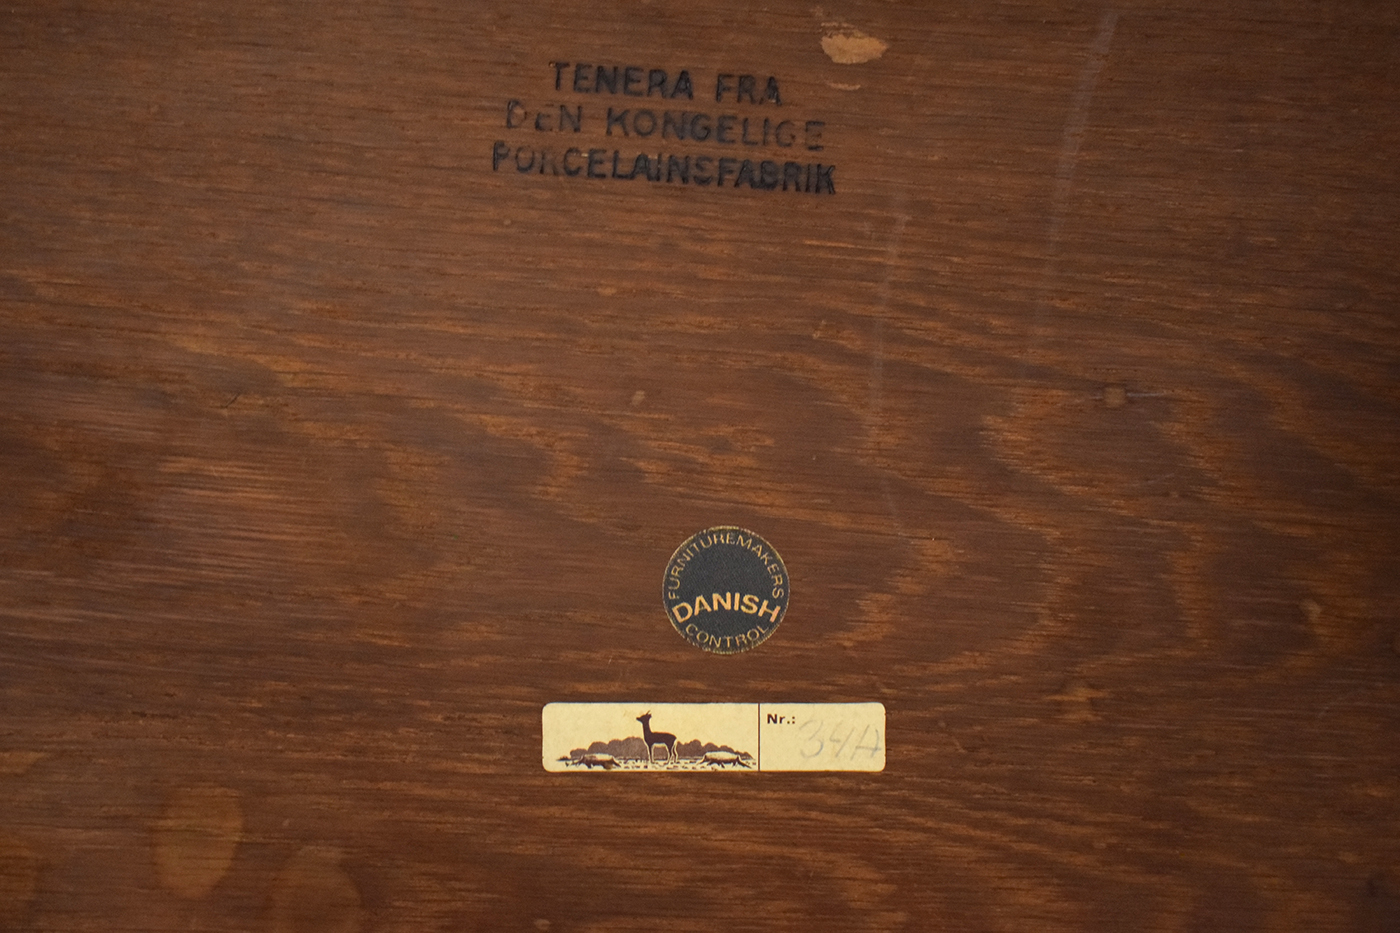 TENERA FRA
DEN KONGELIGE
PORCELAINSFABRIK
FURNITUREMAKERS
DANISH
CONTROL
Nr.: 34A